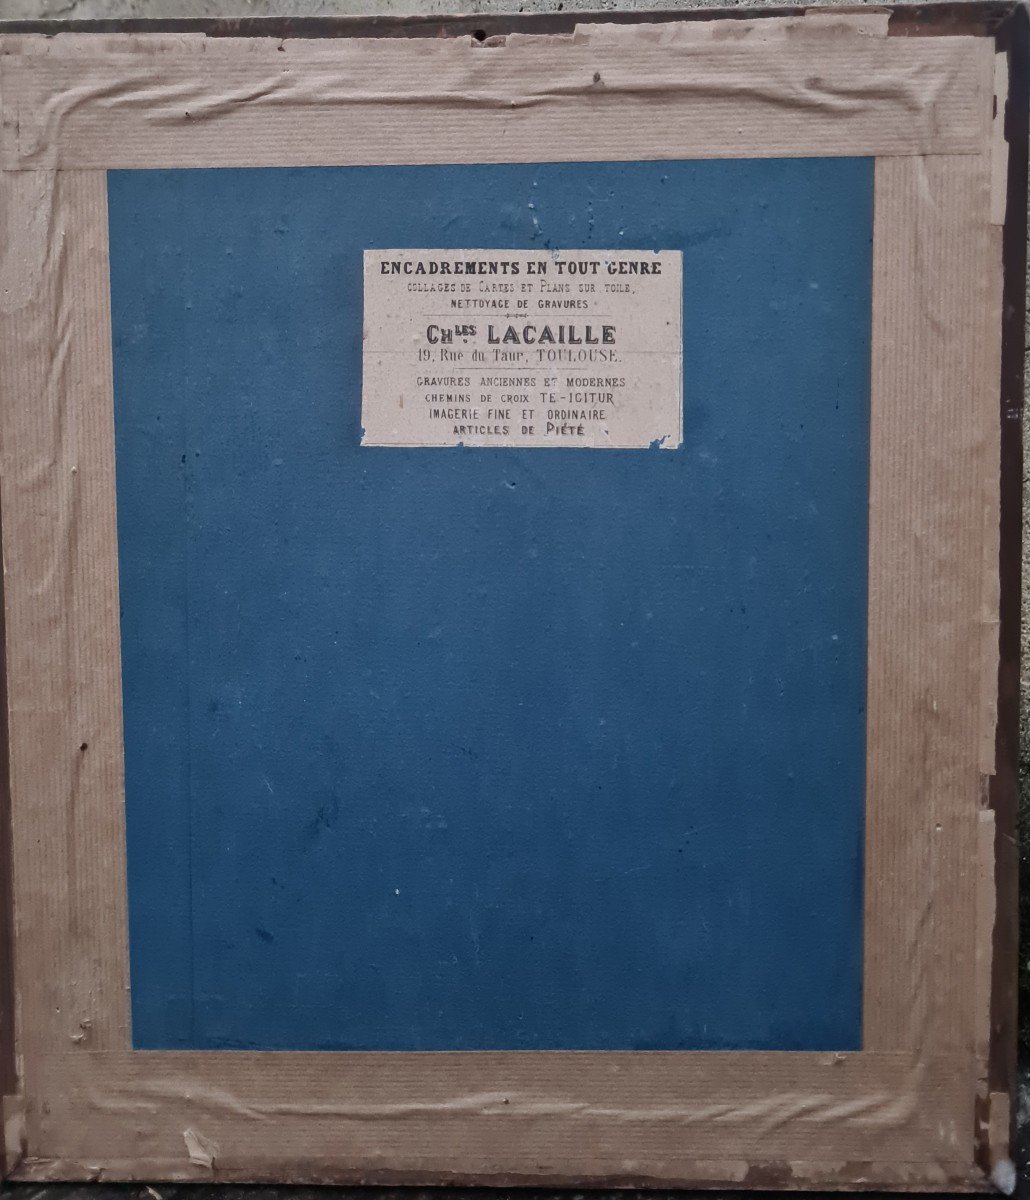 ENCADREMENTS EN TOUT GENRE
COLLAGES DE CARTES ET PLANS SUR TOILE,
NETTOYAGE DE GRAVURES
CHLES LACAILLE
19, Rue du Taur, TOULOUSE.
GRAVURES ANCIENNES ET MODERNES
CHEMINS DE CROIX TE-IGITUR
IMAGERIE FINE ET ORDINAIRE
ARTICLES DE PIÉTÉ